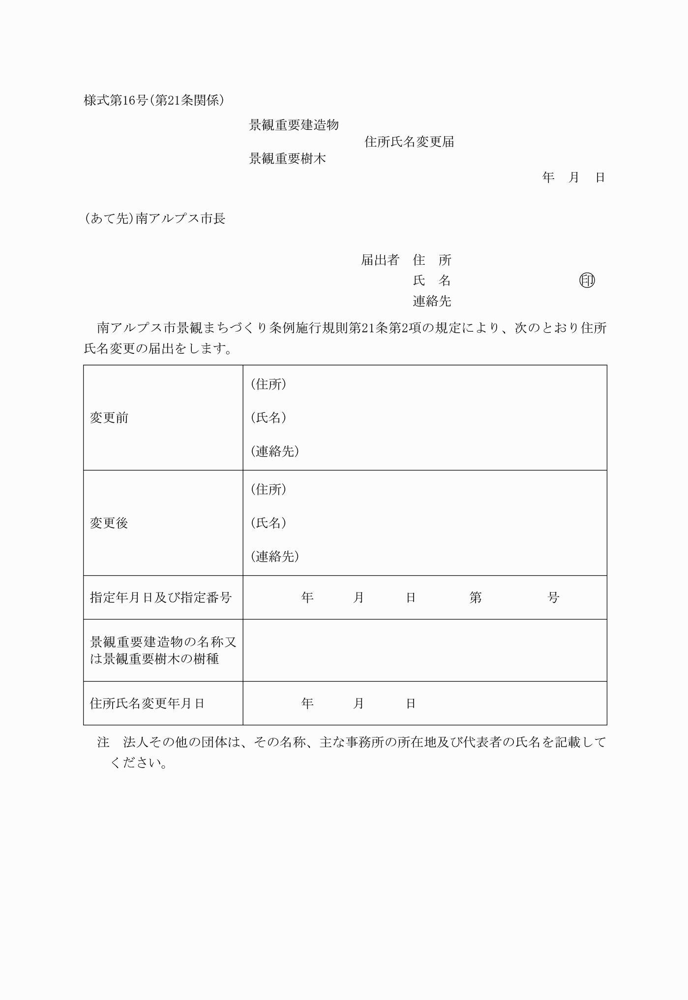 様式第16号(第21条関係)
景観重要建造物
住所氏名変更届
景観重要樹木
年　月　日
(あて先)南アルプス市長
届出者　住　所
氏　名　㊞
連絡先
南アルプス市景観まちづくり条例施行規則第21条第2項の規定により、次のとおり住所
氏名変更の届出をします。
変更前
(住所)
(氏名)
(連絡先)
変更後
(住所)
(氏名)
(連絡先)
指定年月日及び指定番号
年　月　日　第　号
景観重要建造物の名称又
は景観重要樹木の樹種
住所氏名変更年月日
年　月　日
注　法人その他の団体は、その名称、主な事務所の所在地及び代表者の氏名を記載して
ください。